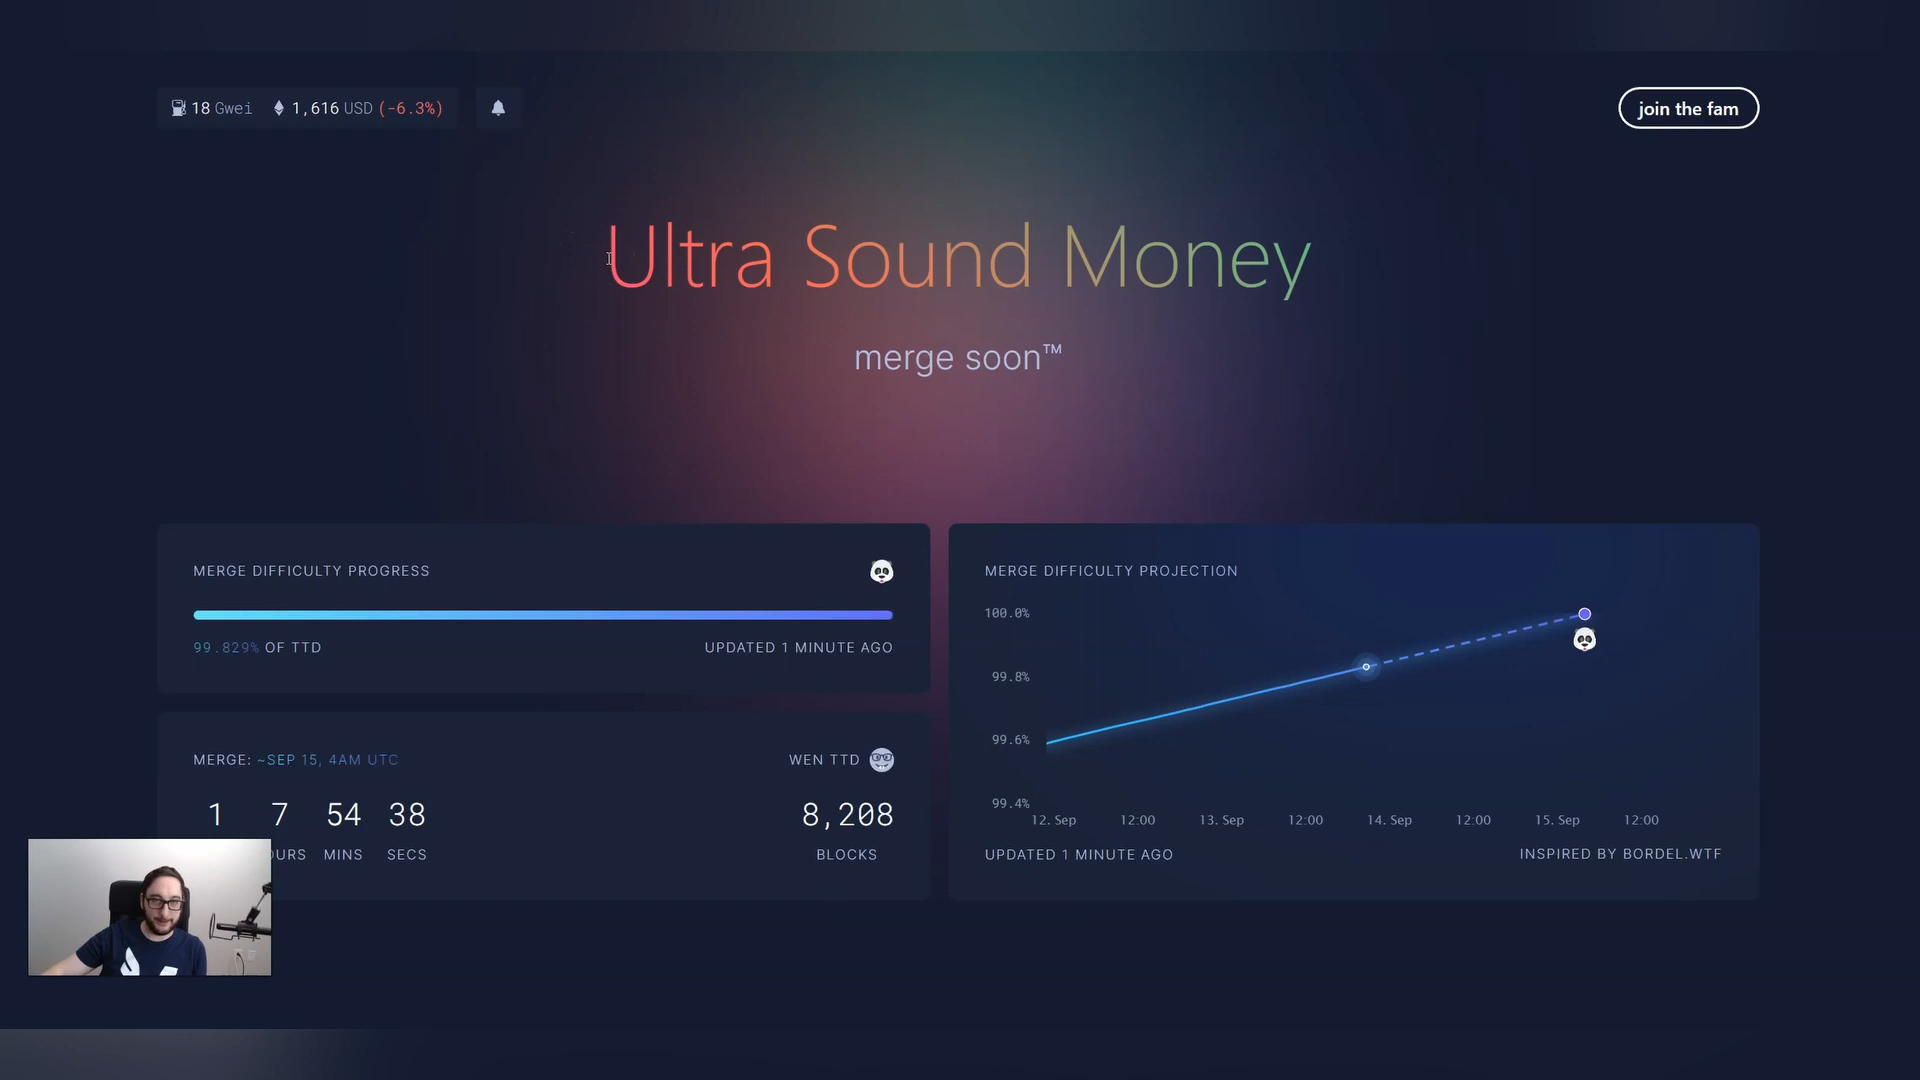 18 Gwei 1,616 USD (-6.3%)
join the fam
Ultra Sound Money
merge soon™
MERGE DIFFICULTY PROGRESS
99.829% OF TTD UPDATED 1 MINUTE AGO
MERGE: ~SEP 15, 4AM UTC WEN TTD
1 7 54 38 8,208
OURS MINS SECS BLOCKS
MERGE DIFFICULTY PROJECTION
100.0%
99.8%
99.6%
99.4%
12. Sep 12:00 13. Sep 12:00 14. Sep 12:00 15. Sep 12:00
UPDATED 1 MINUTE AGO INSPIRED BY BORDEL.WTF